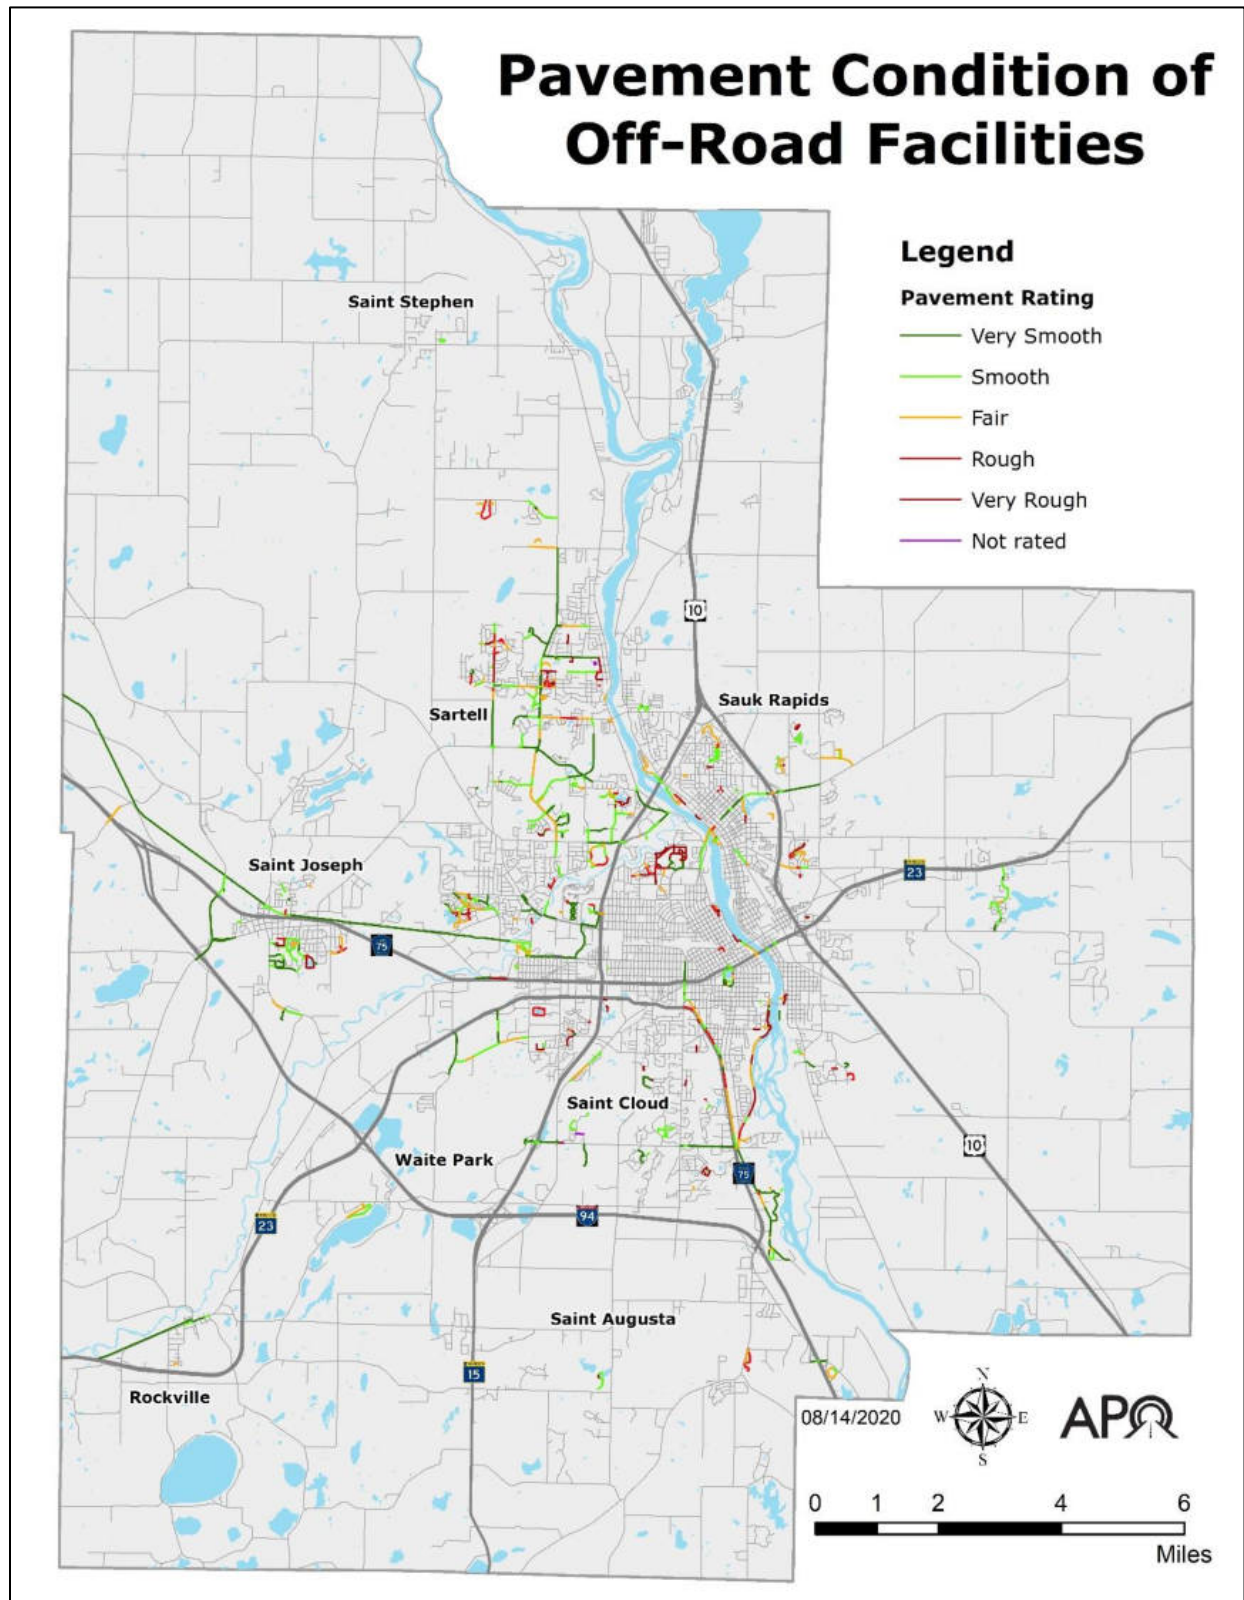 Pavement Condition of
Off-Road Facilities
Legend
Pavement Rating
Very Smooth
Smooth
Fair
Rough
Very Rough
Not rated
Saint Stephen
10
Sauk Rapids
Sartell
Saint Joseph
23
75
Saint Cloud
10
Waite Park
75
94
23
Saint Augusta
15
Rockville
08/14/2020
N
W E
S
APO
0 1 2 4 6
Miles